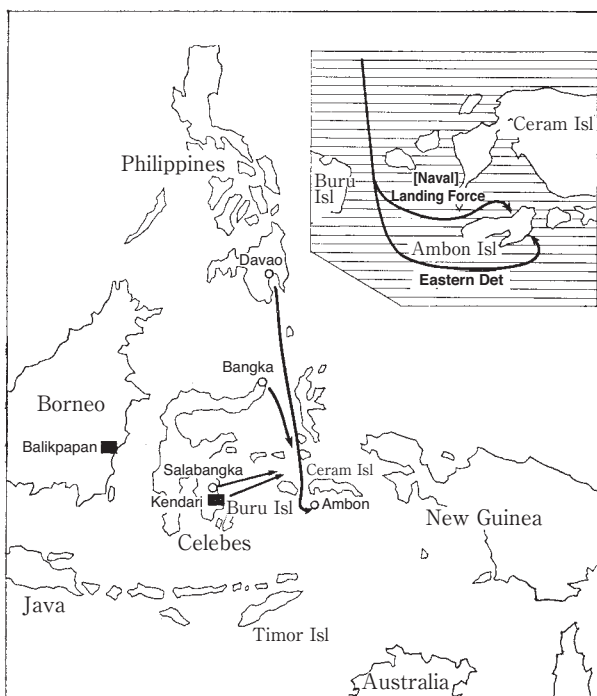 Philippines
Davao
Bangka
Borneo
Balikpapan
Salabangka
Kendari
Buru Isl
Celebes
Ceram Isl
Ambon
New Guinea
Java
Timor Isl
Australia
Ceram Isl
Buru
Isl
[Naval]
Landing Force
Ambon Isl
Eastern Det